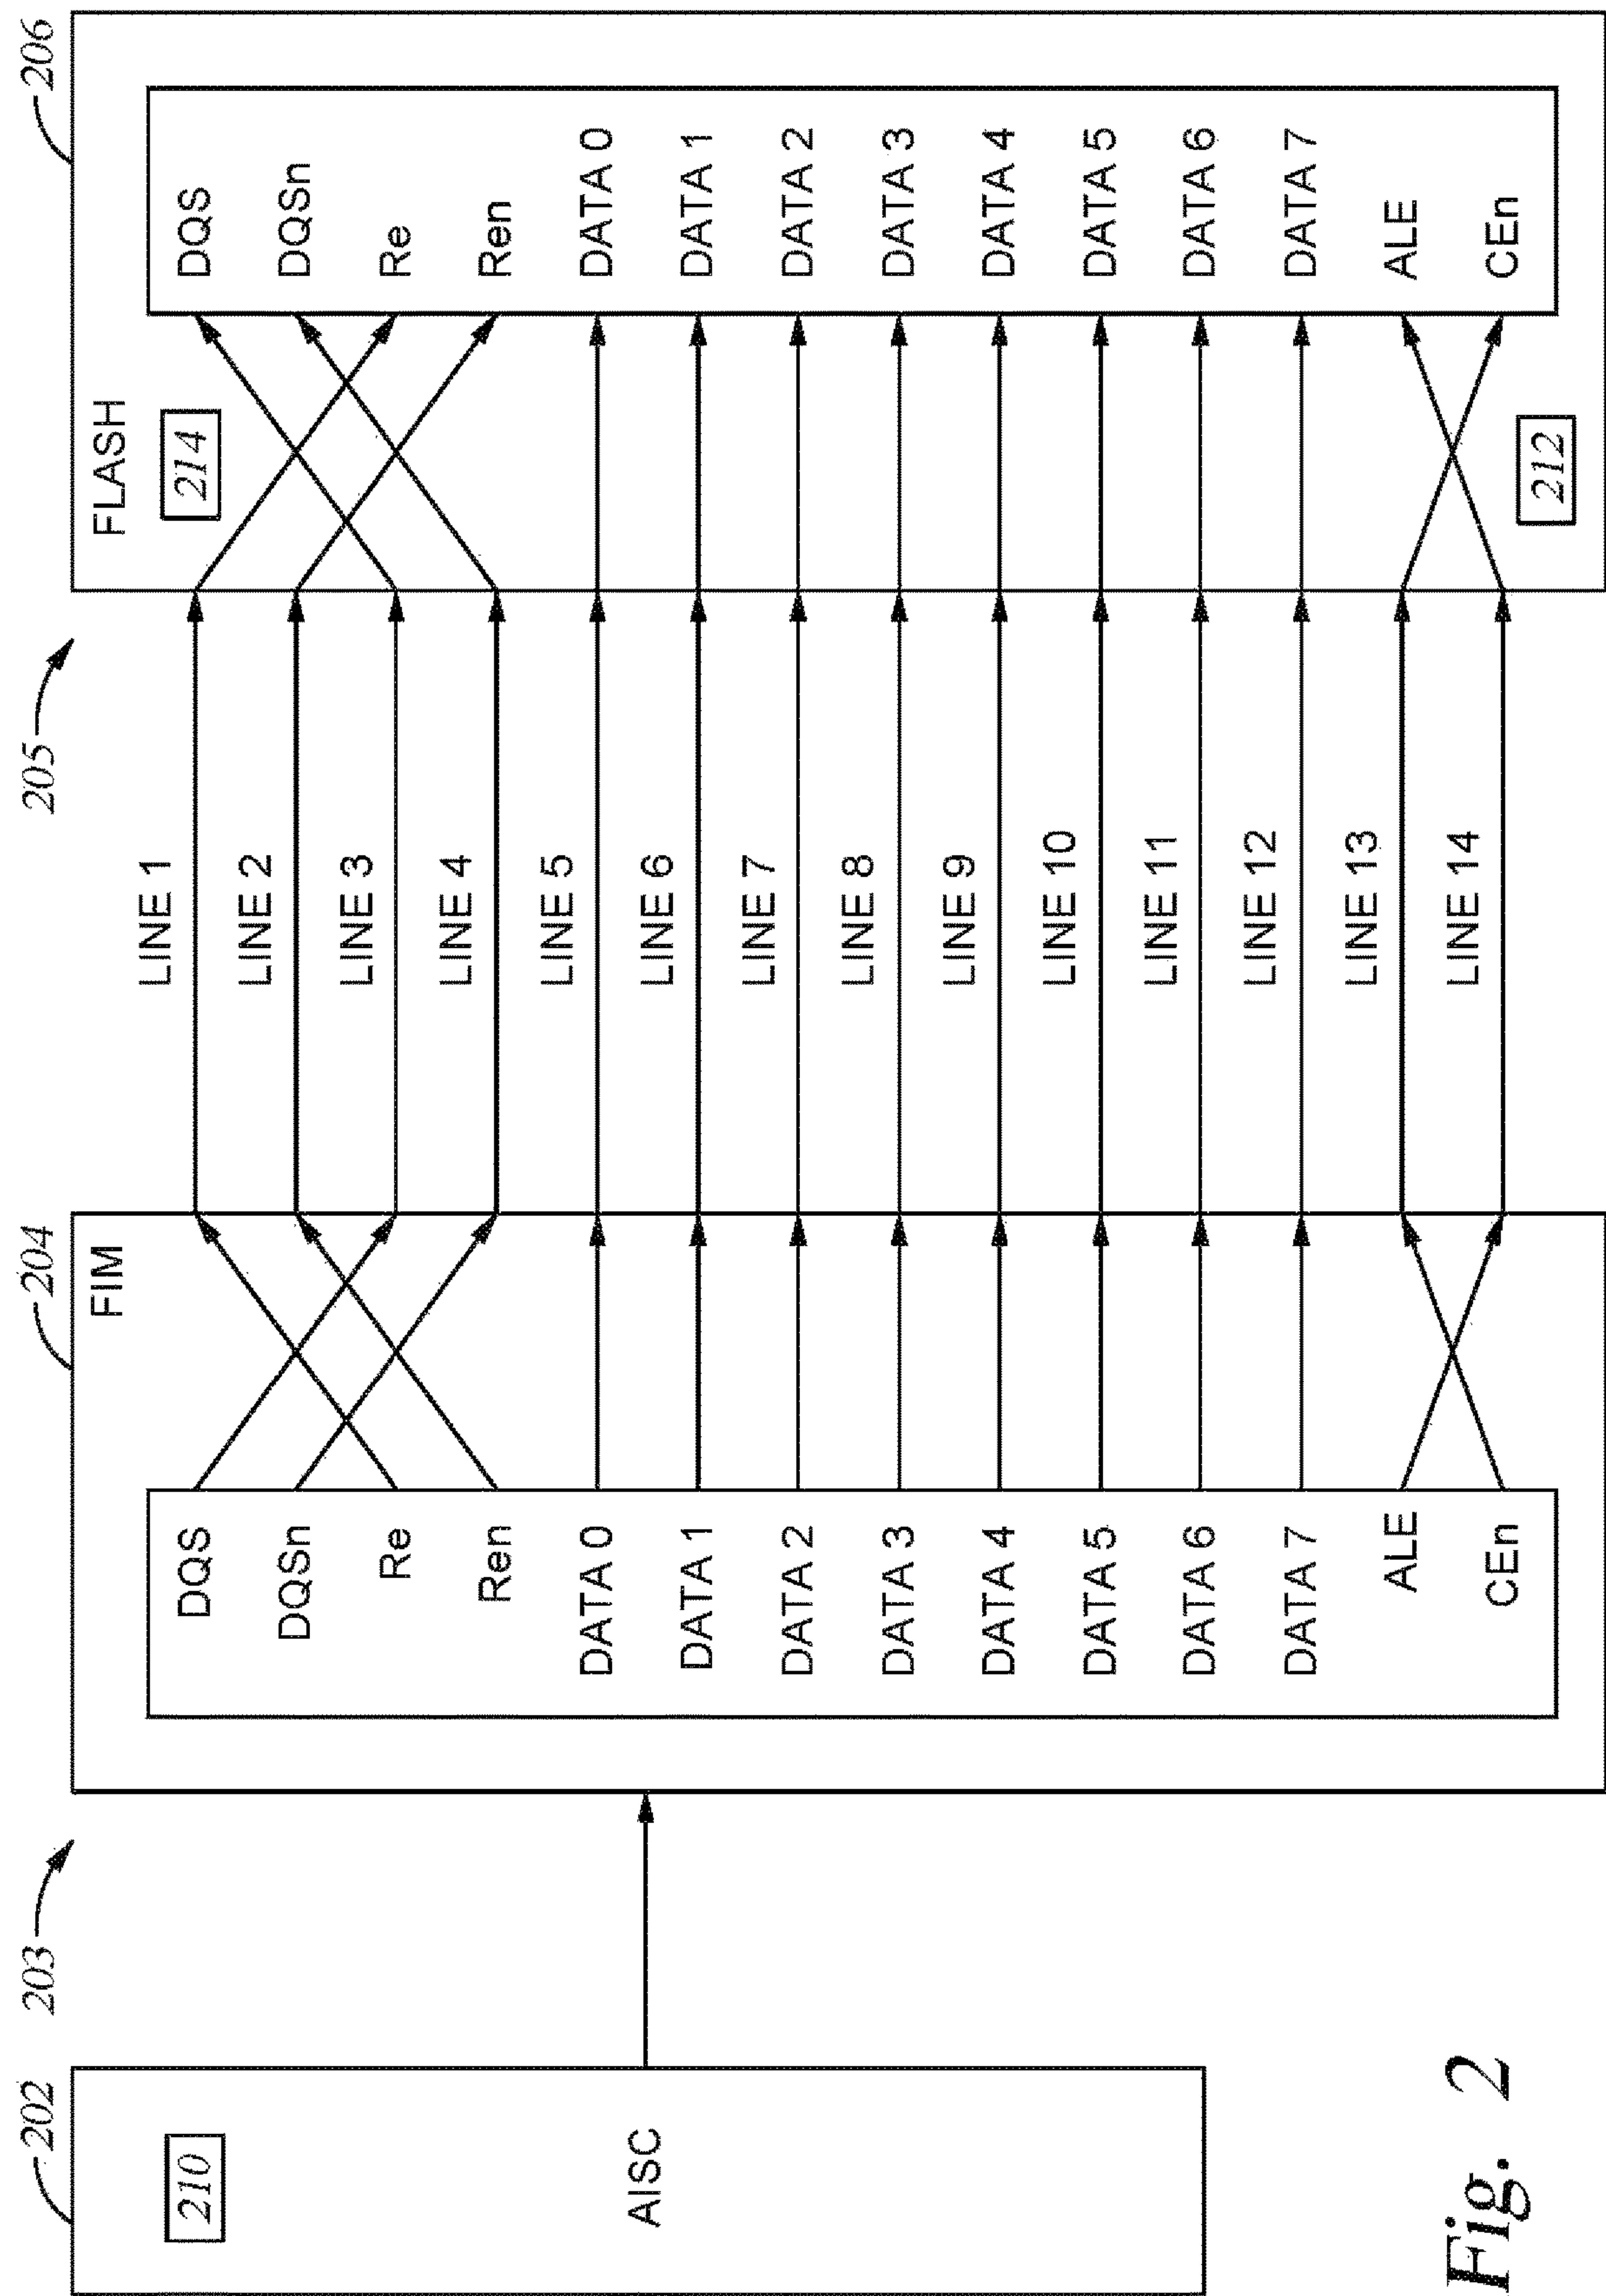 202
203
204
205
206
210
AISC
FIM
DQS
DQSn
Re
Ren
DATA 0
DATA 1
DATA 2
DATA 3
DATA 4
DATA 5
DATA 6
DATA 7
ALE
CEn
LINE 1
LINE 2
LINE 3
LINE 4
LINE 5
LINE 6
LINE 7
LINE 8
LINE 9
LINE 10
LINE 11
LINE 12
LINE 13
LINE 14
FLASH
214
212
DQS
DQSn
Re
Ren
DATA 0
DATA 1
DATA 2
DATA 3
DATA 4
DATA 5
DATA 6
DATA 7
ALE
CEn
Fig. 2